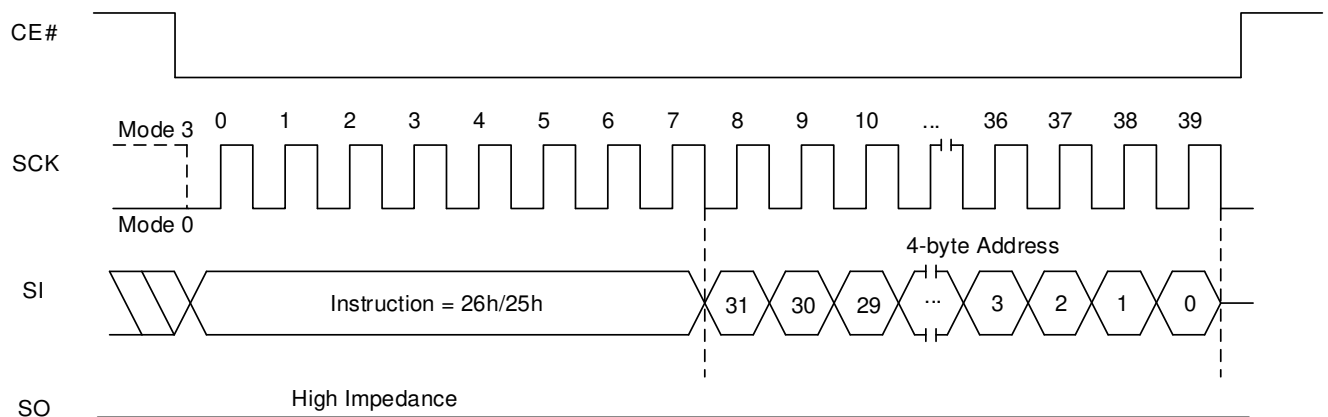 CE#
Mode 3
0 1 2 3 4 5 6 7 8 9 10 ... 36 37 38 39
SCK
Mode 0
4-byte Address
SI
Instruction = 26h/25h
31 30 29 ... 3 2 1 0
High Impedance
SO